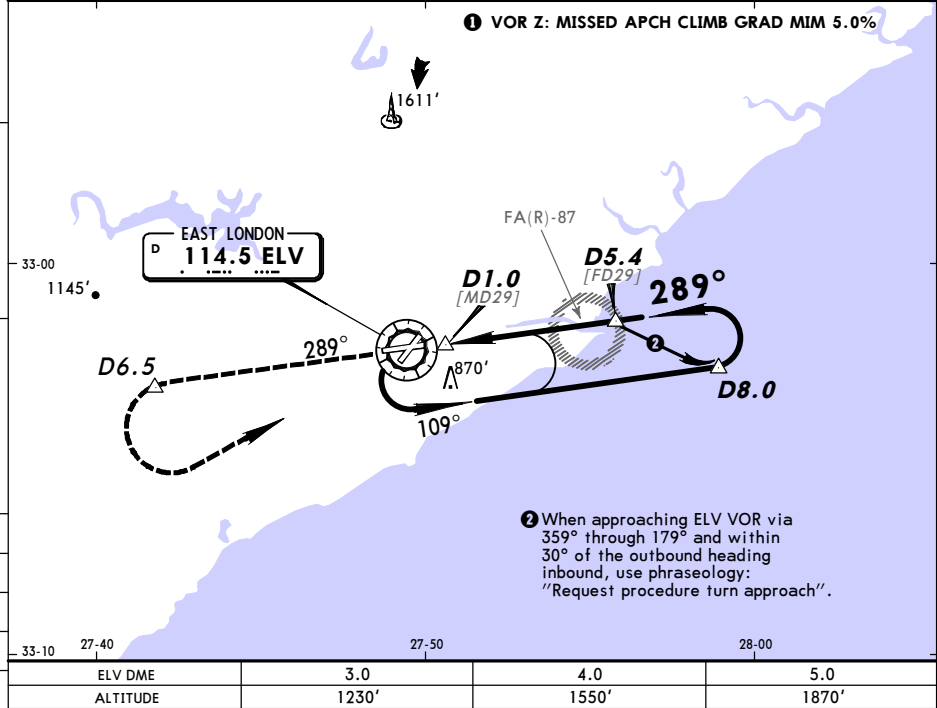 ❶ VOR Z: MISSED APCH CLIMB GRAD MIM 5.0%
1611'
FA(R)-87
EAST LONDON
D 114.5 ELV
33-00
1145'
D5.4
[FD29]
D1.0
[MD29]
289°
289°
D6.5
870'
2
D8.0
109°
❷ When approaching ELV VOR via
359° through 179° and within
30° of the outbound heading
inbound, use phraseology:
"Request procedure turn approach".
33-10
27-40
27-50
28-00
ELV DME 3.0 4.0 5.0
ALTITUDE 1230' 1550' 1870'